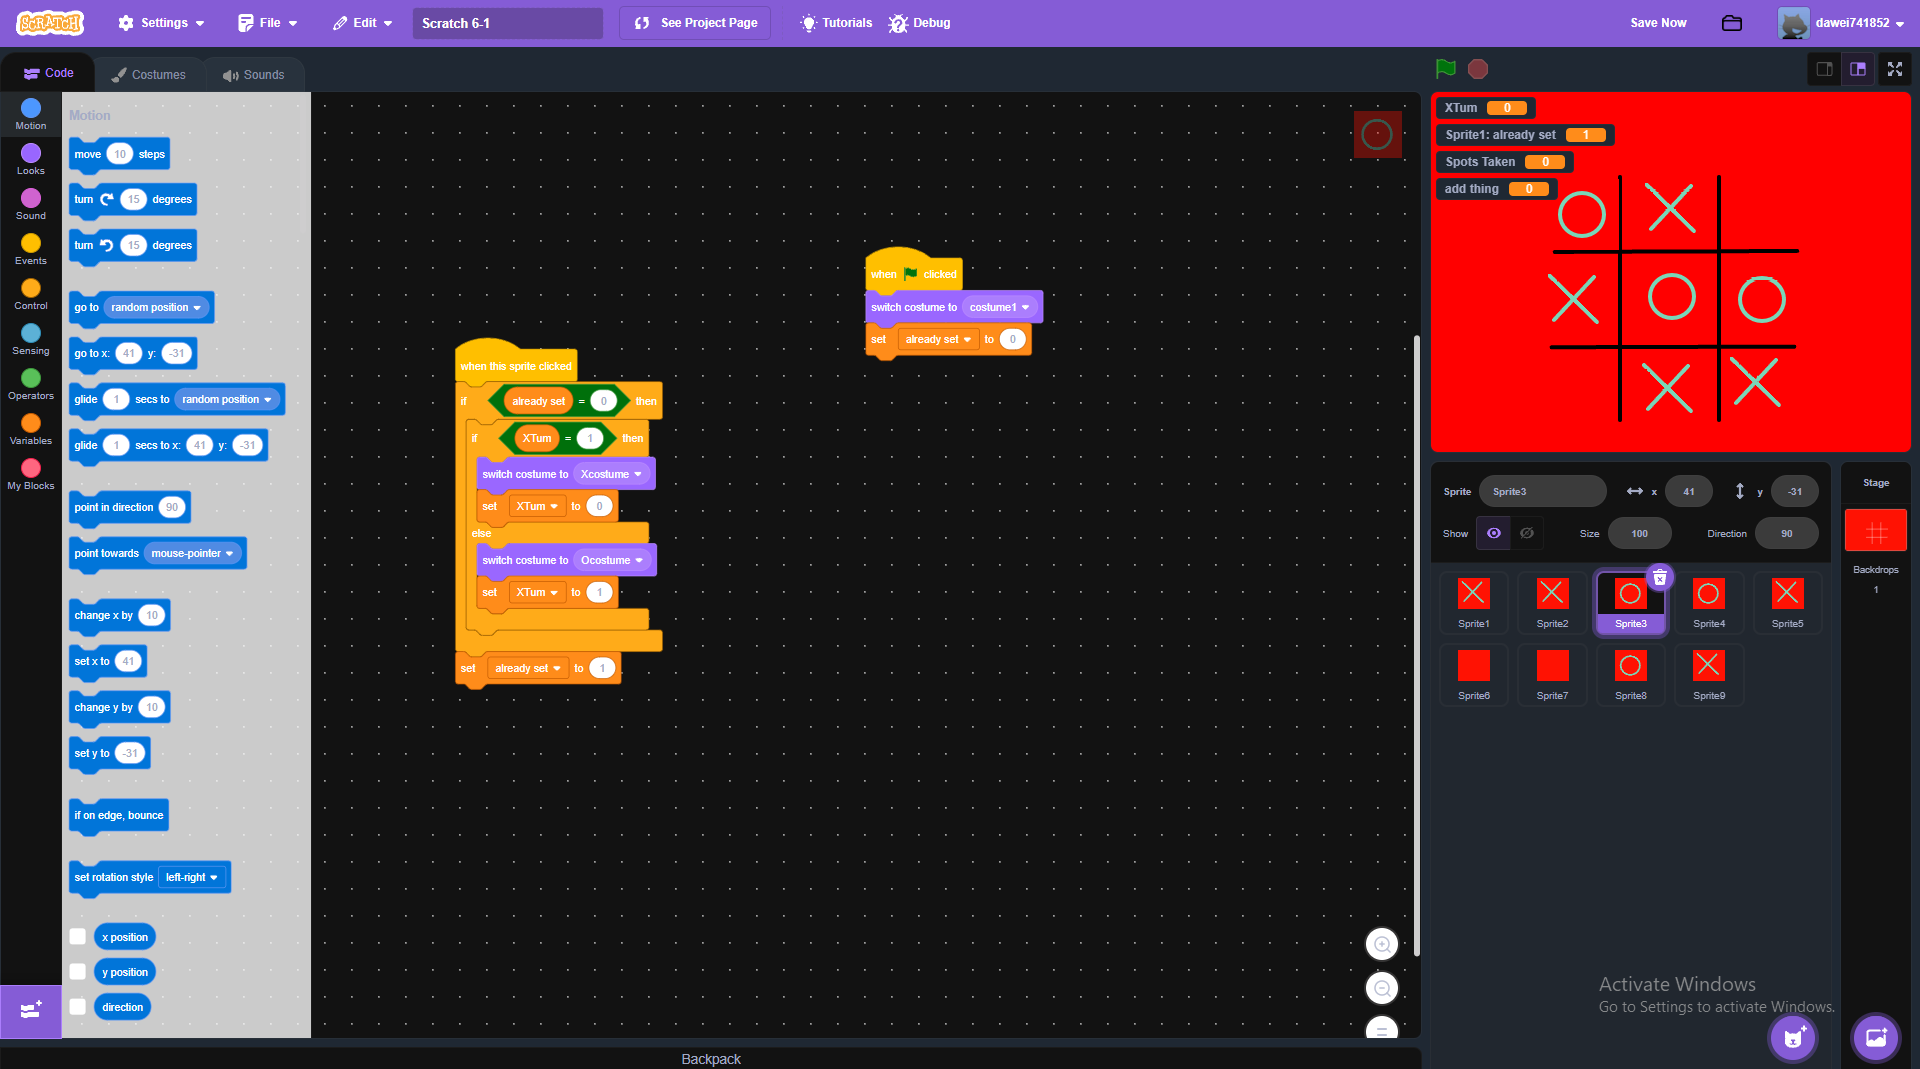 SCRATCH
Settings
File
Edit
Scratch 6-1
See Project Page
Tutorials
Debug
Save Now
dawei741852
Code
Costumes
Sounds
Motion
Looks
Sound
Events
Control
Sensing
Operators
Variables
My Blocks
Motion
move 10 steps
turn 15 degrees
turn 15 degrees
go to random position
go to x: 41 y: -31
glide 1 secs to random position
glide 1 secs to x: 41 y: -31
point in direction 90
point towards mouse-pointer
change x by 10
set x to 41
change y by 10
set y to -31
if on edge, bounce
set rotation style left-right
x position
y position
direction
when this sprite clicked
if already set = 0 then
if XTurn = 1 then
switch costume to Xcostume
set XTurn to 0
else
switch costume to Ocostume
set XTurn to 1
set already set to 1
when clicked
switch costume to costume1
set already set to 0
XTurn 0
Sprite1: already set 1
Spots Taken 0
add thing 0
Sprite Sprite3 x 41 y -31
Show Size 100 Direction 90
Sprite1
Sprite2
Sprite3
Sprite4
Sprite5
Sprite6
Sprite7
Sprite8
Sprite9
Stage
Backdrops
1
Activate Windows
Go to Settings to activate Windows.
Backpack